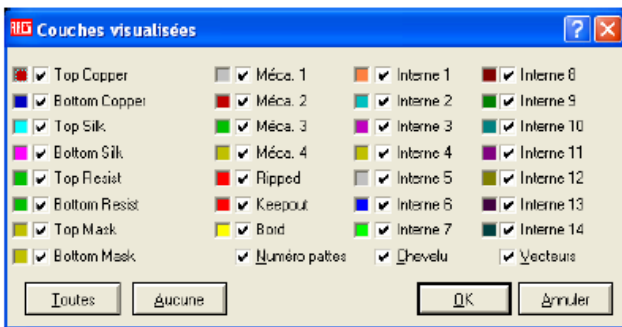 ARES Couches visualisées
Top Copper Méca. 1 Interne 1 Interne 8
Bottom Copper Méca. 2 Interne 2 Interne 9
Top Silk Méca. 3 Interne 3 Interne 10
Bottom Silk Méca. 4 Interne 4 Interne 11
Top Resist Ripped Interne 5 Interne 12
Bottom Resist Keepout Interne 6 Interne 13
Top Mask Bord Interne 7 Interne 14
Bottom Mask Numéro pattes Chevelu Vecteurs
Toutes Aucune OK Annuler